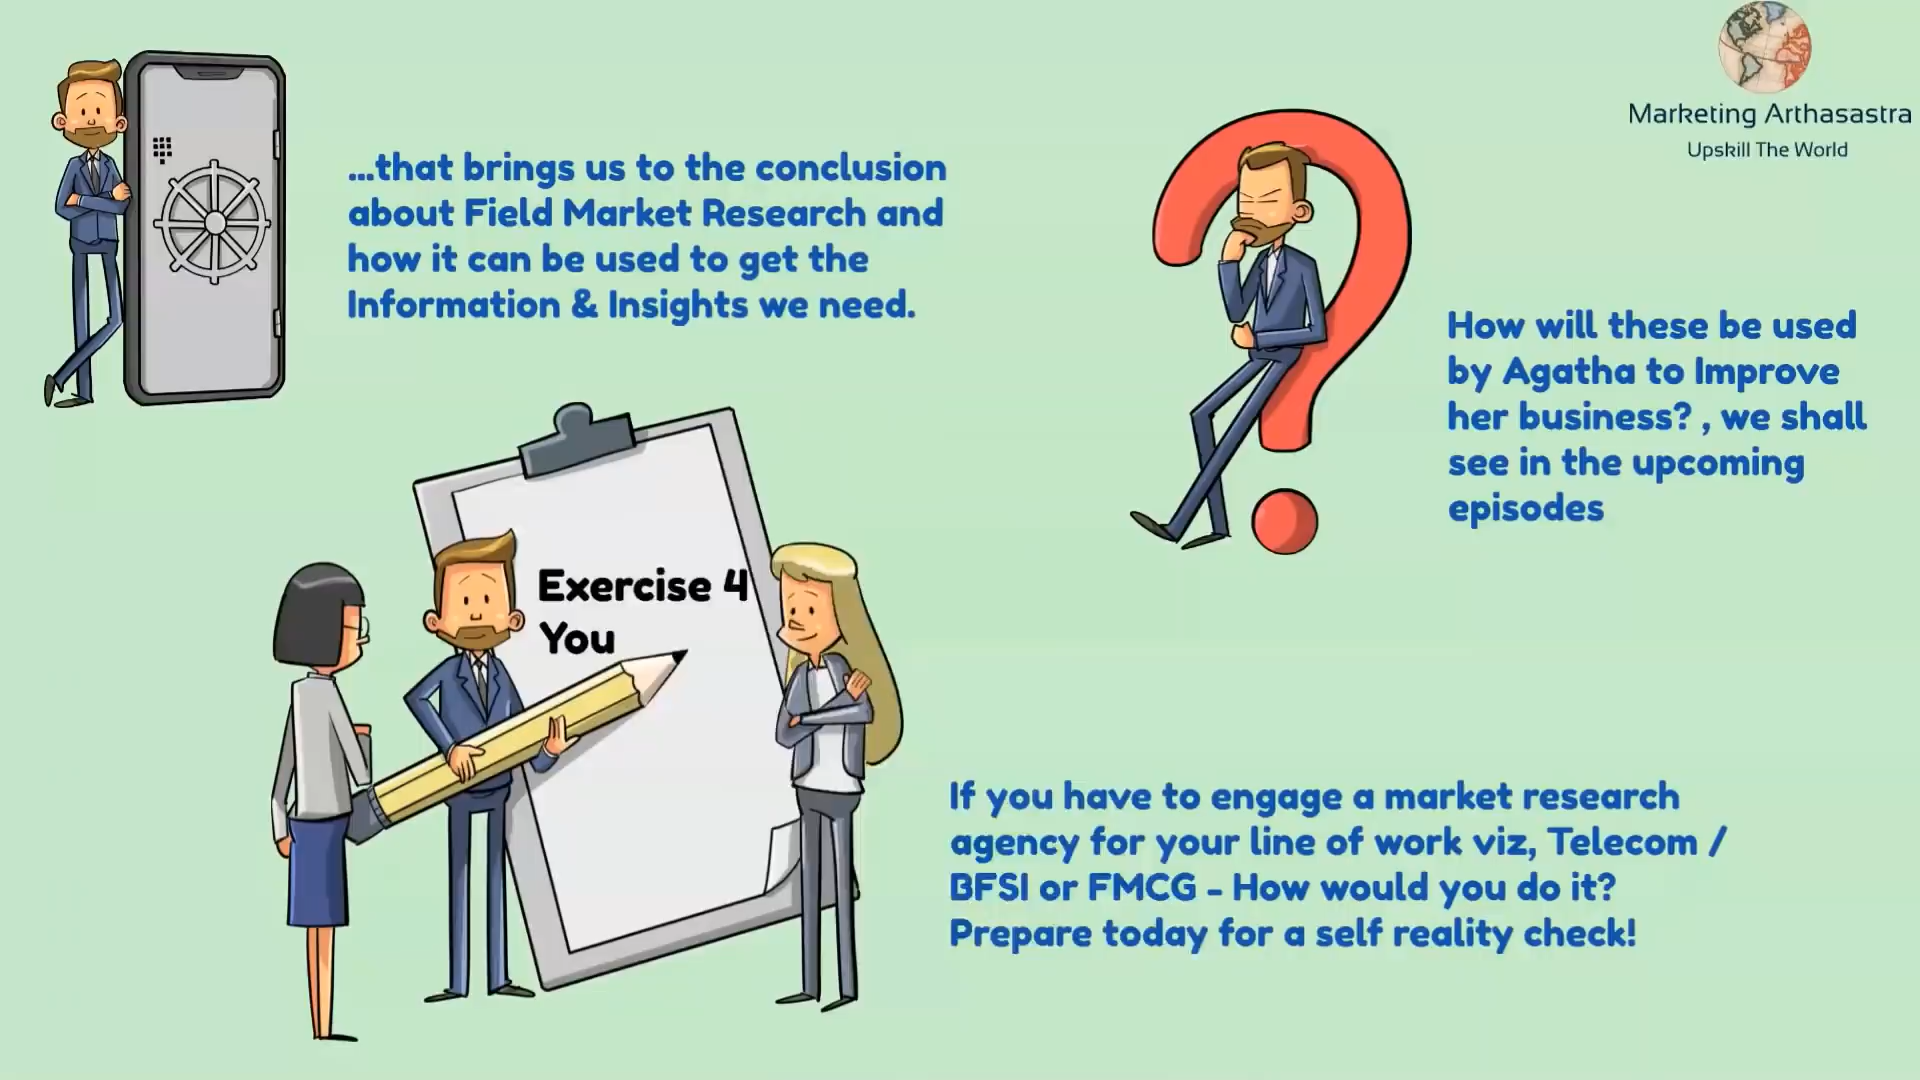 Marketing Arthasastra
Upskill The World
...that brings us to the conclusion
about Field Market Research and
how it can be used to get the
Information & Insights we need.
How will these be used
by Agatha to Improve
her business? , we shall
see in the upcoming
episodes
Exercise 4
You
If you have to engage a market research
agency for your line of work viz, Telecom /
BFSI or FMCG - How would you do it?
Prepare today for a self reality check!